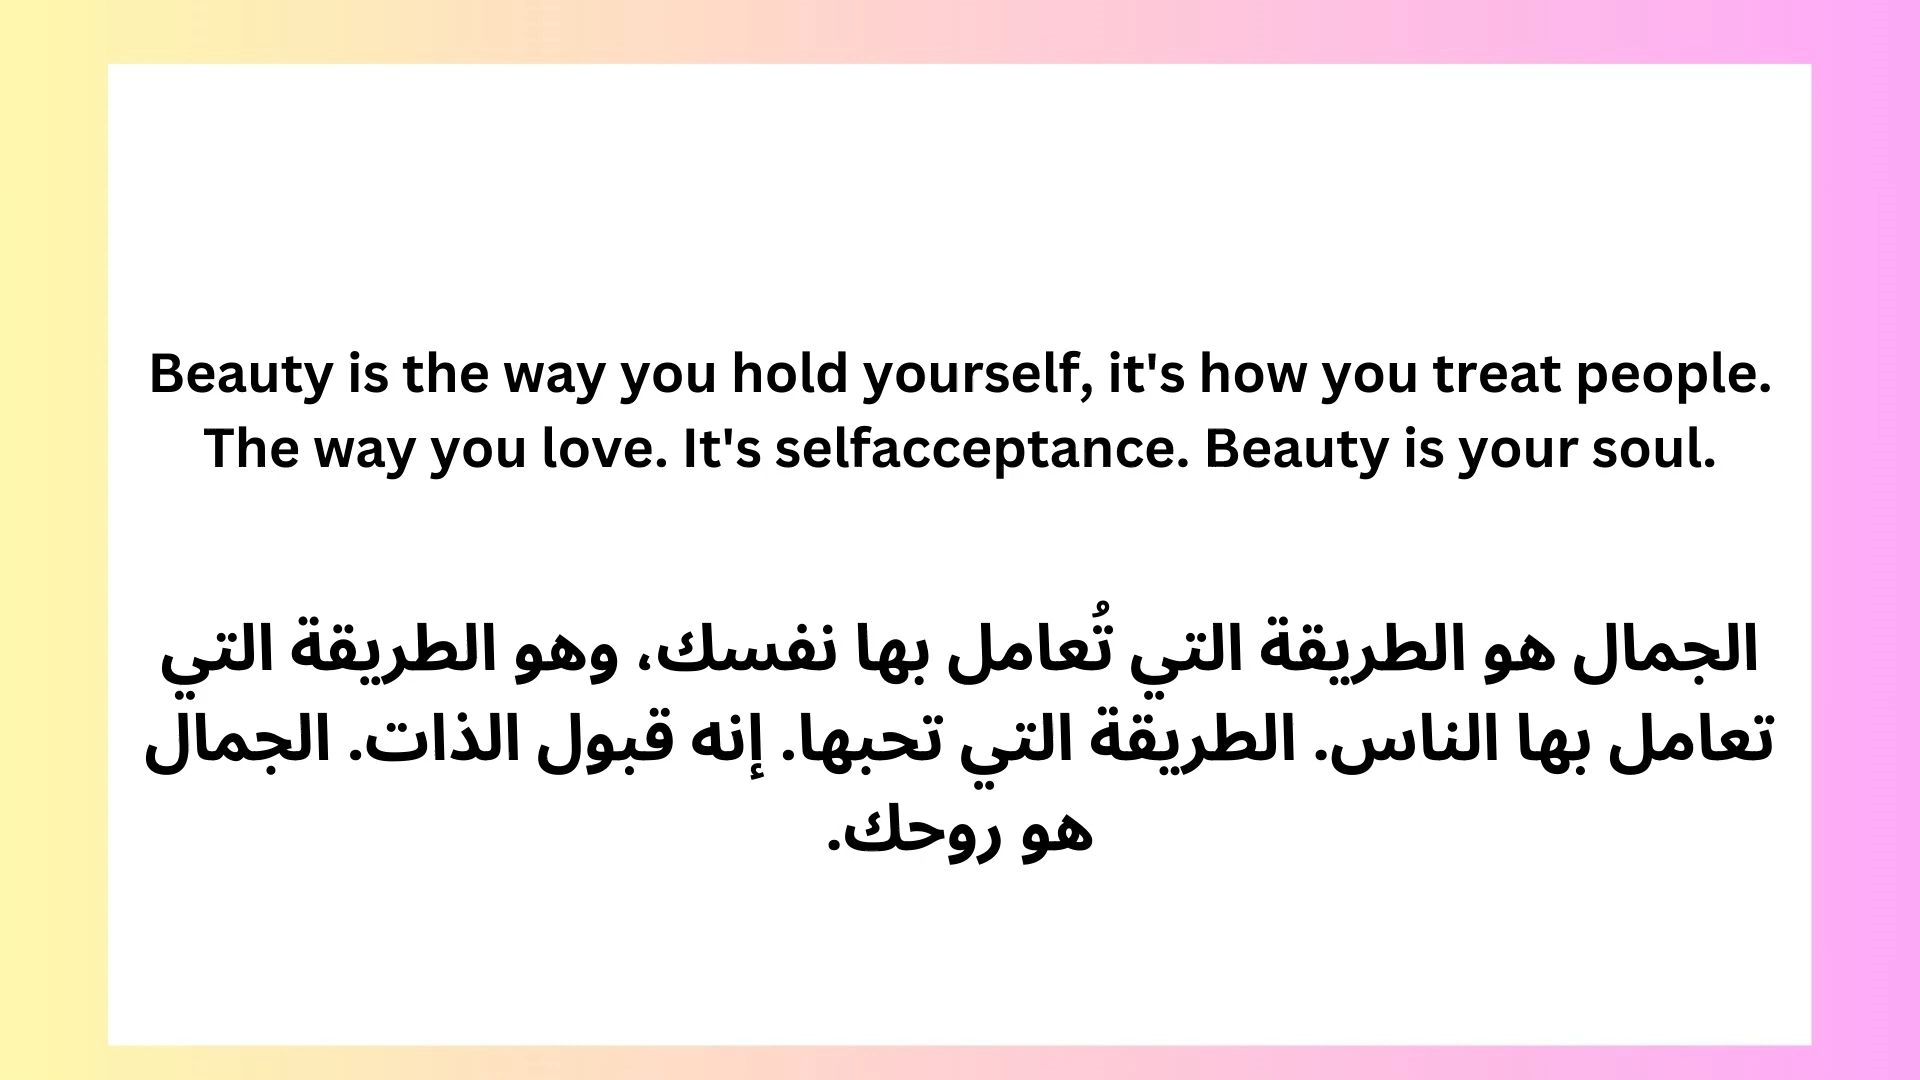 Beauty is the way you hold yourself, it's how you treat people.
The way you love. It's selfacceptance. Beauty is your soul.
الجمال هو الطريقة التي تُعامل بها نفسك، وهو الطريقة التي
تعامل بها الناس. الطريقة التي تحبها. إنه قبول الذات. الجمال
هو روحك.